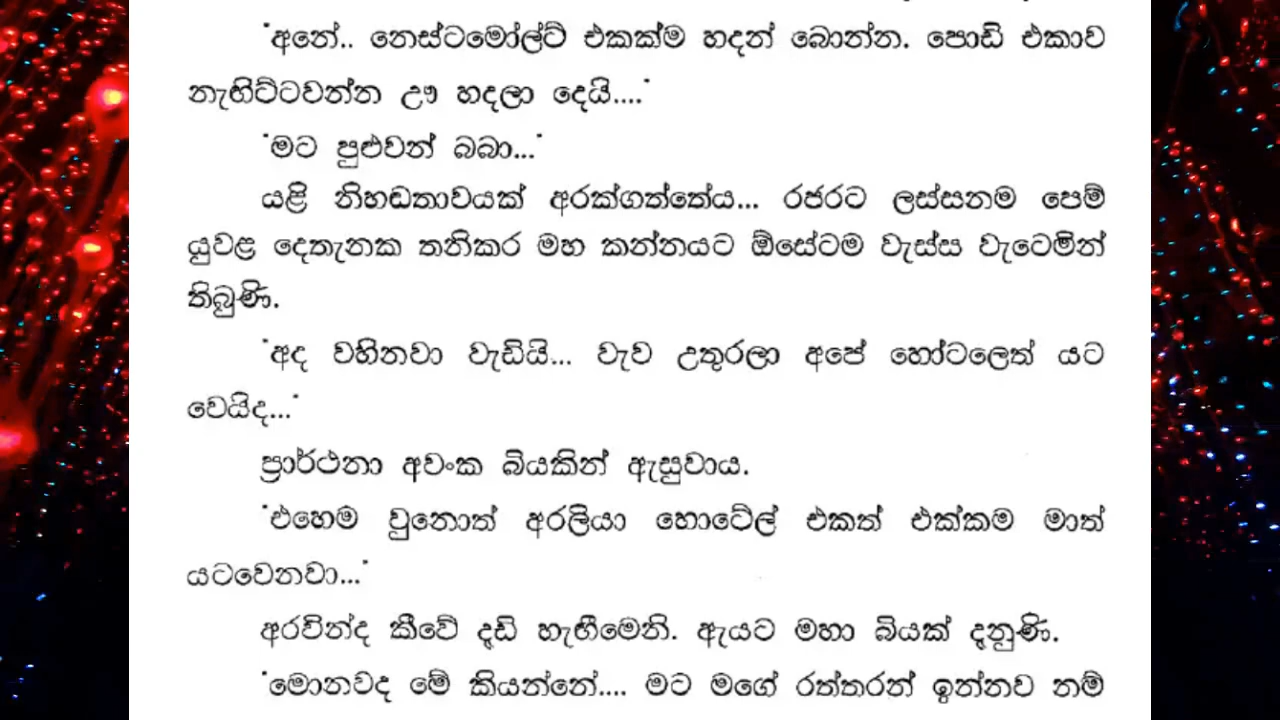 'අනේ.. නෙස්ටමෝල්ට් එකක්ම හදන් බොන්න. පොඩි එකාව
නැඟිට්ටවන්න ඌ හදලා දෙයි....'
'මට පුළුවන් බබා...'
යළි නිහඬතාවයක් අරක්ගත්තේය... රජරට ලස්සනම පෙම්
යුවළ දෙතැනක තනිකර මහ කන්නයට ඕසේටම වැස්ස වැටෙමින්
තිබුණි.
'අද වහිනවා වැඩියි... වැව උතුරලා අපේ හෝටලෙත් යට
වෙයිද...'
ප්‍රාර්ථනා අවංක බියකින් ඇසුවාය.
'එහෙම වුනොත් අරලියා හොටේල් එකත් එක්කම මාත්
යටවෙනවා...'
අරවින්ද කීවේ දැඩි හැඟීමෙනි. ඇයට මහා බියක් දැනුණි.
'මොනවද මේ කියන්නේ.... මට මගේ රත්තරන් ඉන්නව නම්